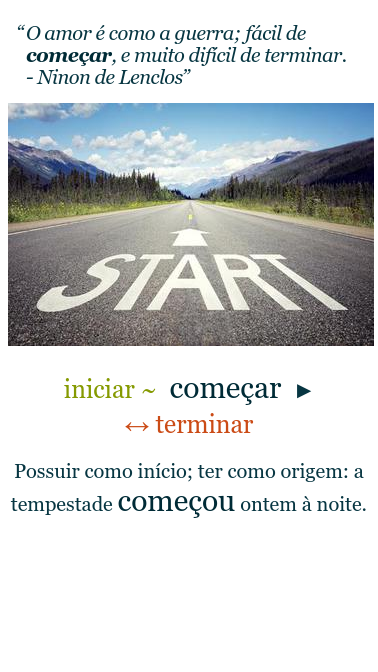 “O amor é como a guerra; fácil de
começar, e muito difícil de terminar.
- Ninon de Lenclos”
START
iniciar ~ começar ►
↔ terminar
Possuir como início; ter como origem: a
tempestade começou ontem à noite.